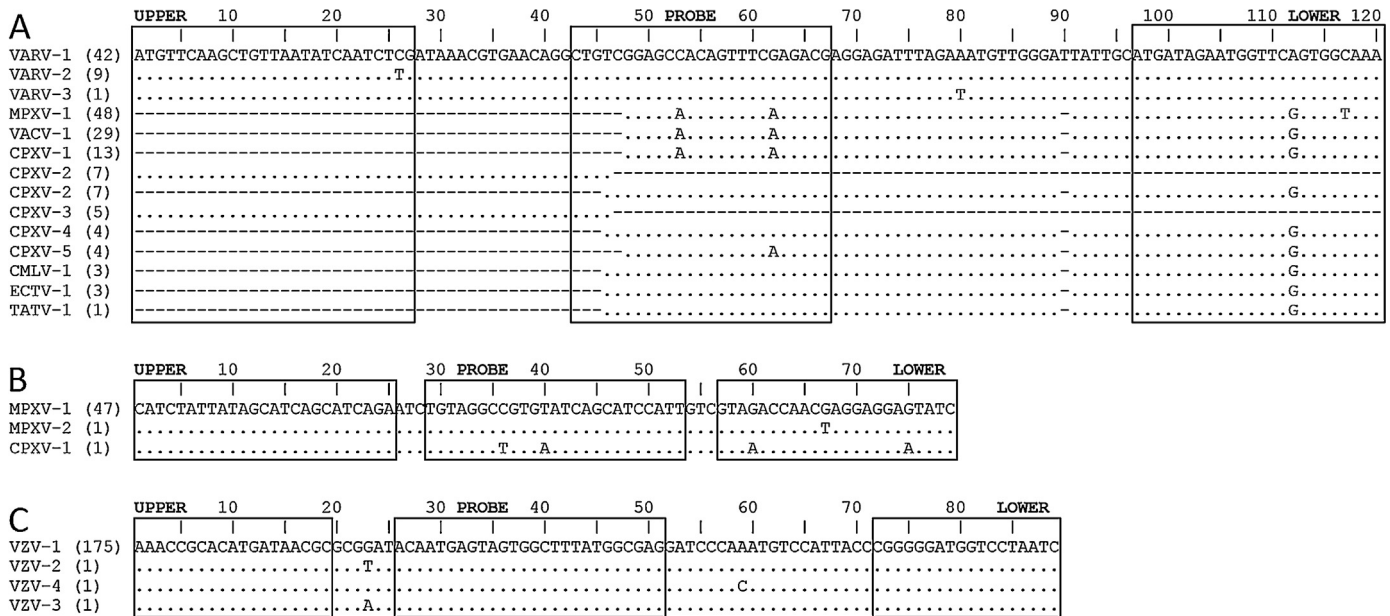 A UPPER 10 20 30 40 50 PROBE 60 70 80 90 100 110 LOWER 120
VARV-1 (42) ATGTTCAAGCTGTTAATATCAATCTCGATAAACGTGAACAGGCTGTCGGAGCCACAGTTTCGAGACGAGGAGATTTAGAAATGTTGGGATTATTGCATGATAGAATGGTTCAGTGGCAAA
VARV-2 (9) .........................T..............................................................................................
VARV-3 (1) ...............................................................................T........................................
MPXV-1 (48) -----------------------------------------------.....A........A...........................-.....................G....T...
VACV-1 (29) -----------------------------------------------.....A........A...........................-.....................G........
CPXV-1 (13) -----------------------------------------------.....A........A...........................-.....................G........
CPXV-2 (7) ..............................................--------------------------------------------------------------------------
CPXV-2 (7) ---------------------------------------------............................................-.....................G........
CPXV-3 (5) ..............................................--------------------------------------------------------------------------
CPXV-4 (4) ---------------------------------------------............................................-.....................G........
CPXV-5 (4) -----------------------------------------------..............A...........................-.....................G........
CMLV-1 (3) ---------------------------------------------............................................-.....................G........
ECTV-1 (3) ---------------------------------------------............................................-.....................G........
TATV-1 (1) ---------------------------------------------............................................-.....................G........
B UPPER 10 20 30 PROBE 40 50 60 70 LOWER
MPXV-1 (47) CATCTATTATAGCATCAGCATCAGAATCTGTAGGCCGTGTATCAGCATCCATTGTCGTAGACCAACGAGGAGGAGTATC
MPXV-2 (1) ..................................................................T............
CPXV-1 (1) ...................................T...A...................A..............A....
C UPPER 10 20 30 PROBE 40 50 60 70 80 LOWER
VZV-1 (175) AAACCGCACATGATAACGCGCGGATACAATGAGTAGTGGCTTTATGGCGAGGATCCCAAATGTCCATTACCCGGGGGATGGTCCTAATC
VZV-2 (1) ......................T..................................................................
VZV-4 (1) ..........................................................C..............................
VZV-3 (1) ......................A..................................................................